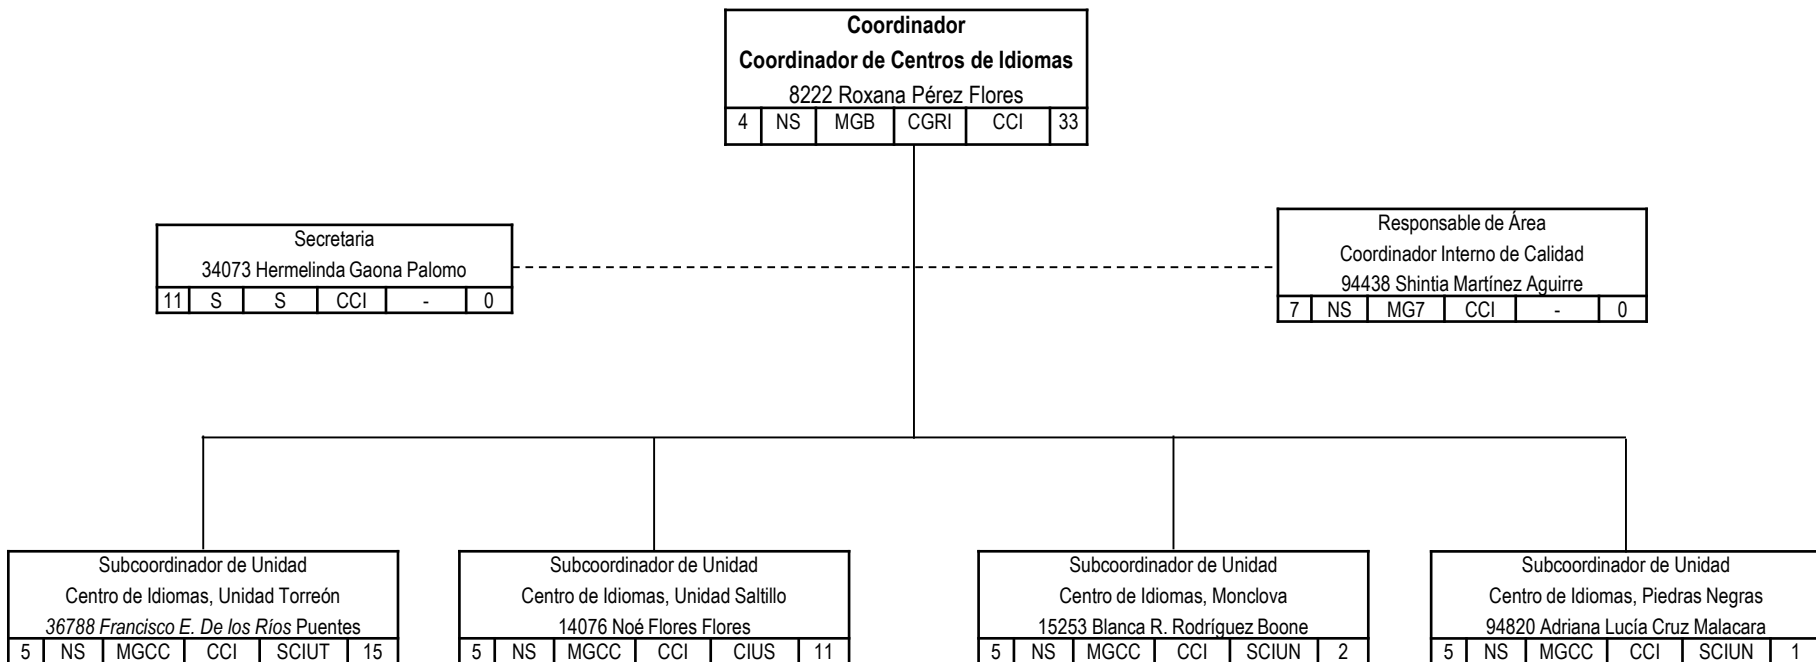 Coordinador
Coordinador de Centros de Idiomas
8222 Roxana Pérez Flores
4 NS MGB CGRI CCI 33
Secretaria
34073 Hermelinda Gaona Palomo
11 S S CCI - 0
Responsable de Área
Coordinador Interno de Calidad
94438 Shintia Martínez Aguirre
7 NS MG7 CCI - 0
Subcoordinador de Unidad
Centro de Idiomas, Unidad Torreón
36788 Francisco E. De los Ríos Puentes
5 NS MGCC CCI SCIUT 15
Subcoordinador de Unidad
Centro de Idiomas, Unidad Saltillo
14076 Noé Flores Flores
5 NS MGCC CCI CIUS 11
Subcoordinador de Unidad
Centro de Idiomas, Monclova
15253 Blanca R. Rodríguez Boone
5 NS MGCC CCI SCIUN 2
Subcoordinador de Unidad
Centro de Idiomas, Piedras Negras
94820 Adriana Lucía Cruz Malacara
5 NS MGCC CCI SCIUN 1